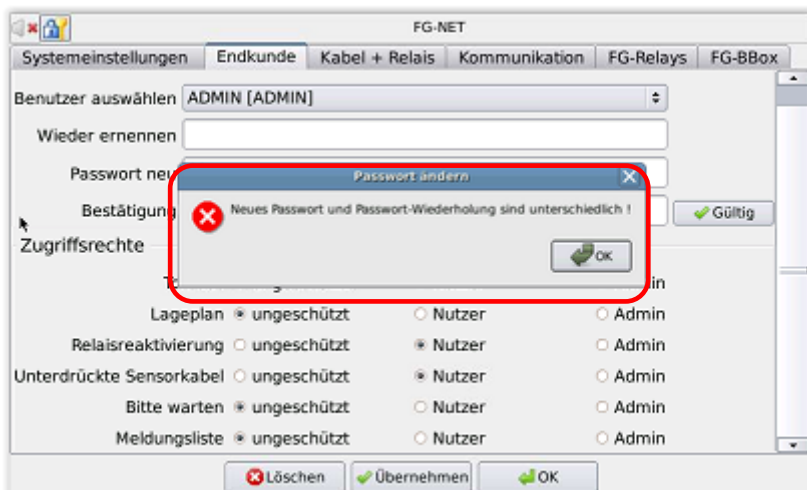 FG-NET
Systemeinstellungen Endkunde Kabel + Relais Kommunikation FG-Relays FG-BBox
Benutzer auswählen ADMIN [ADMIN]
Wieder ernennen
Passwort neu
Passwort ändern
Neues Passwort und Passwort-Wiederholung sind unterschiedlich !
OK
Bestätigung Gültig
Zugriffsrechte
Lageplan ungeschützt Nutzer Admin
Relaisreaktivierung ungeschützt Nutzer Admin
Unterdrückte Sensorkabel ungeschützt Nutzer Admin
Bitte warten ungeschützt Nutzer Admin
Meldungsliste ungeschützt Nutzer Admin
Löschen Übernehmen OK